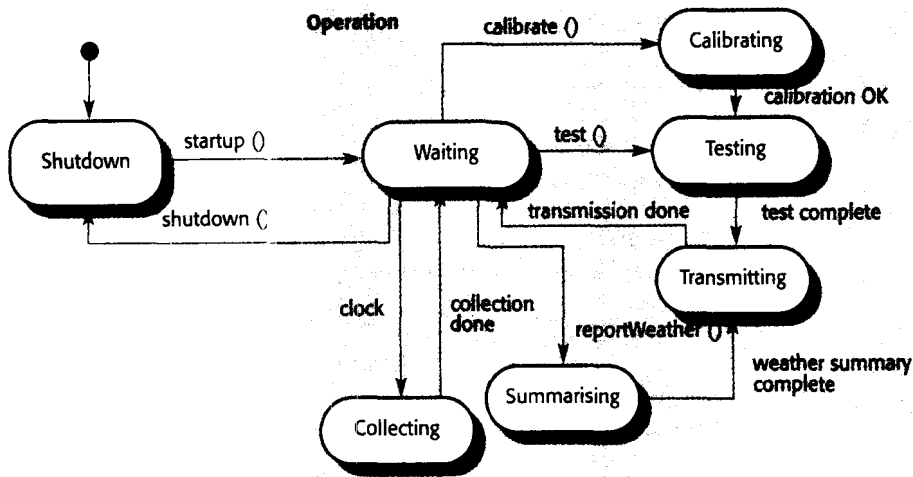 Operation
calibrate ()
Calibrating
calibration OK
Shutdown
startup ()
Waiting
test ()
Testing
shutdown ()
transmission done
test complete
Transmitting
clock
collection
done
reportWeather ()
weather summary
complete
Summarising
Collecting